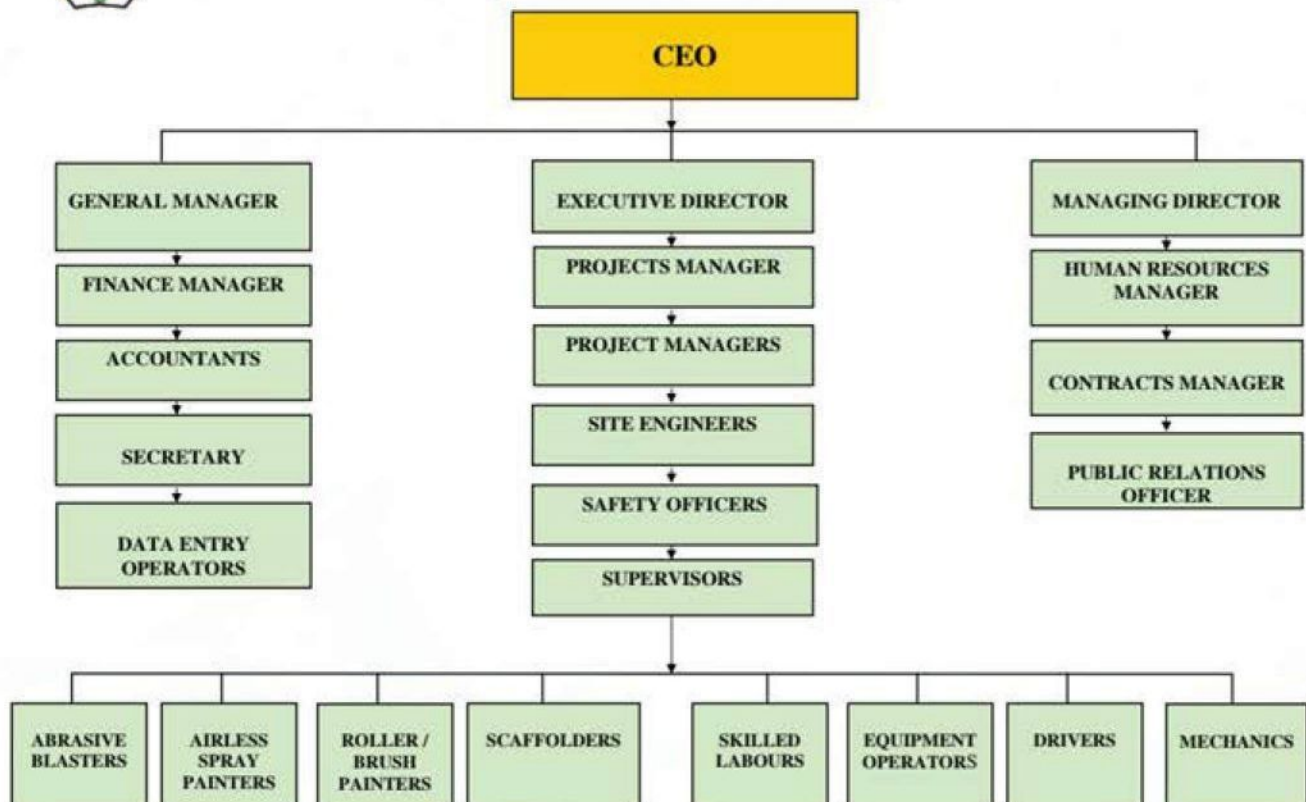 CEO
GENERAL MANAGER
FINANCE MANAGER
ACCOUNTANTS
SECRETARY
DATA ENTRY
OPERATORS
EXECUTIVE DIRECTOR
PROJECTS MANAGER
PROJECT MANAGERS
SITE ENGINEERS
SAFETY OFFICERS
SUPERVISORS
MANAGING DIRECTOR
HUMAN RESOURCES
MANAGER
CONTRACTS MANAGER
PUBLIC RELATIONS
OFFICER
ABRASIVE
BLASTERS
AIRLESS
SPRAY
PAINTERS
ROLLER /
BRUSH
PAINTERS
SCAFFOLDERS
SKILLED
LABOURS
EQUIPMENT
OPERATORS
DRIVERS
MECHANICS